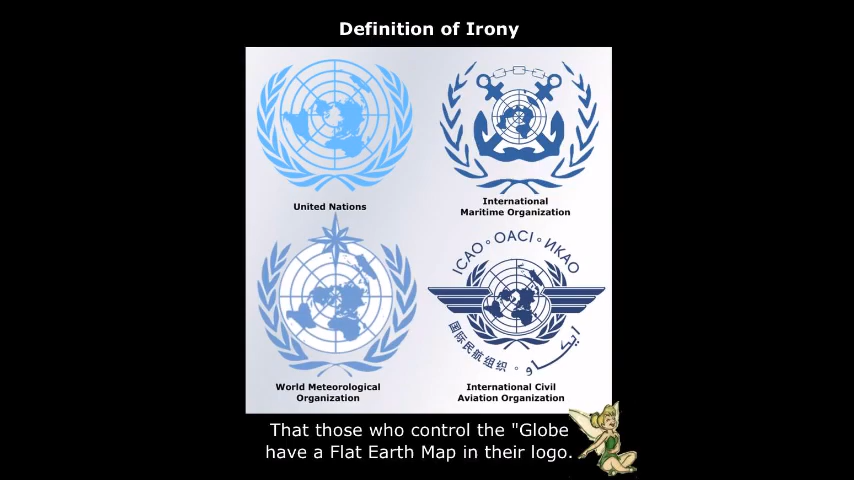 Definition of Irony
United Nations
International
Maritime Organization
ICAO ◦ OACI ◦ ИКАО
国际民航组织 ◦ ايكاو
World Meteorological
Organization
International Civil
Aviation Organization
That those who control the "Globe
have a Flat Earth Map in their logo.